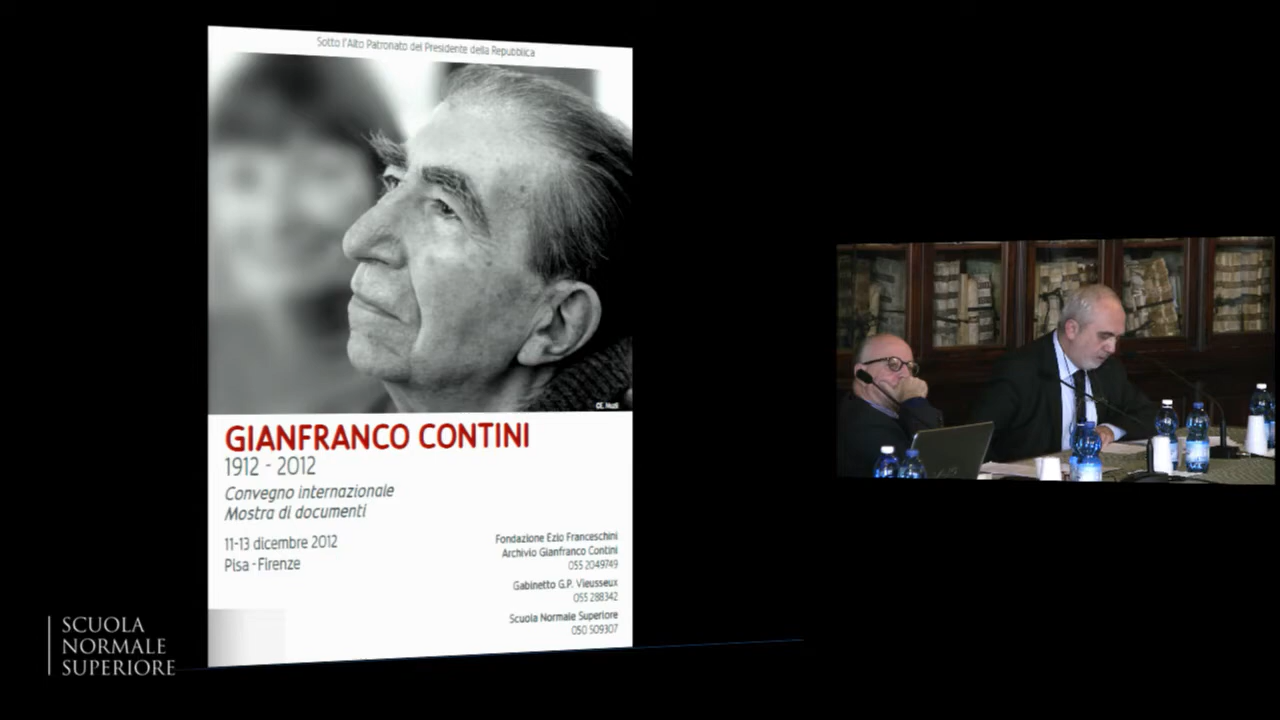 Sotto l'Alto Patronato del Presidente della Repubblica
GIANFRANCO CONTINI
1912 - 2012
Convegno internazionale
Mostra di documenti
11-13 dicembre 2012
Pisa - Firenze
Fondazione Ezio Franceschini
Archivio Gianfranco Contini
055 2049749
Gabinetto G.P. Vieusseux
055 288342
Scuola Normale Superiore
050 509307
SCUOLA
NORMALE
SUPERIORE